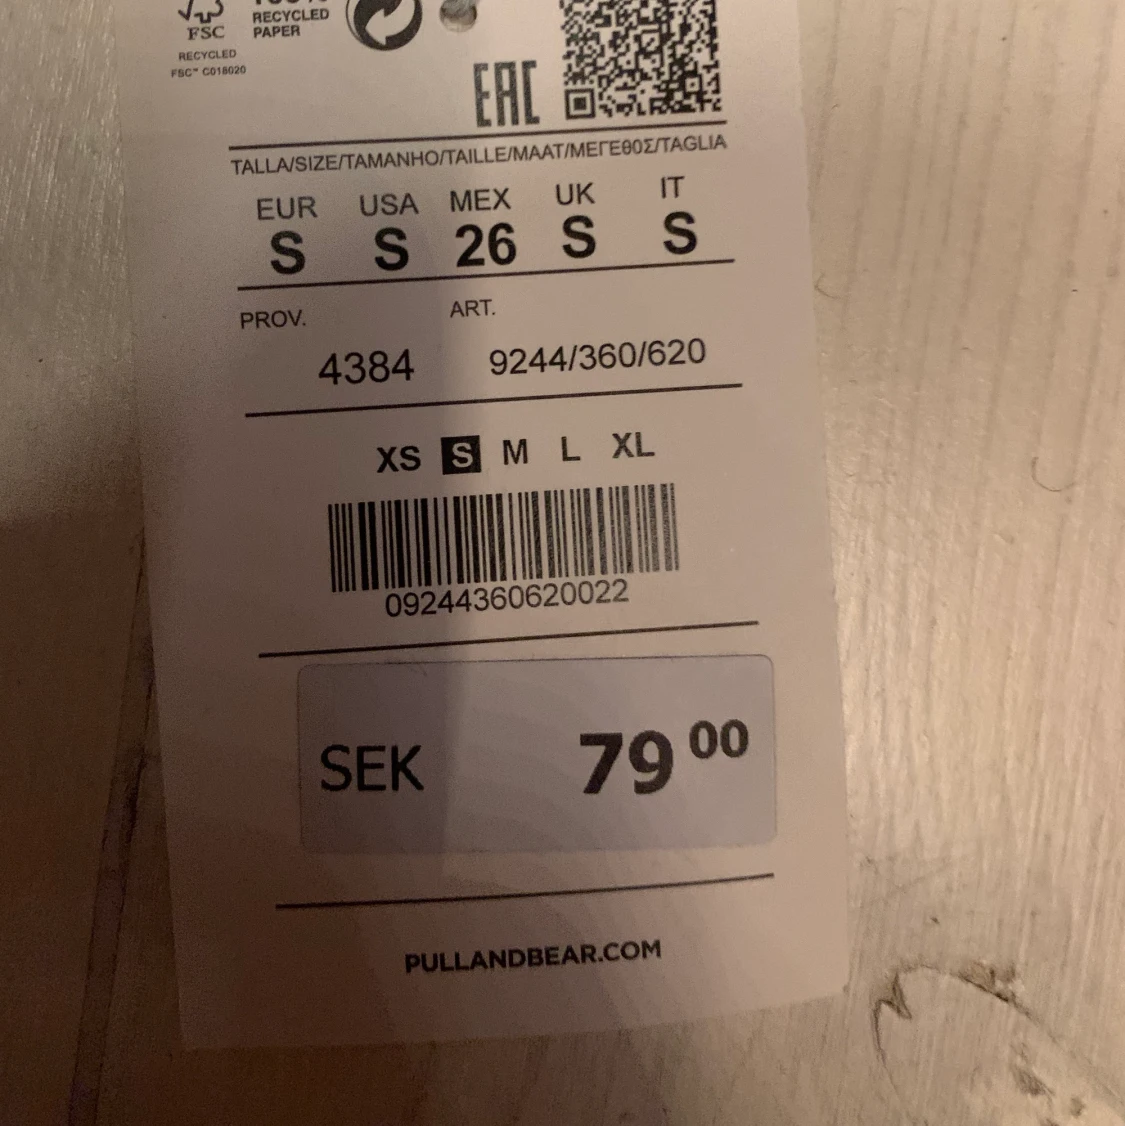 RECYCLED
PAPER
FSC
RECYCLED
FSC™ C018020
EAC
TALLA/SIZE/TAMANHO/TAILLE/MAAT/ΜΕΓΕΘΟΣ/TAGLIA
EUR USA MEX UK IT
S S 26 S S
PROV. ART.
4384 9244/360/620
XS S M L XL
09244360620022
SEK 79 00
PULLANDBEAR.COM